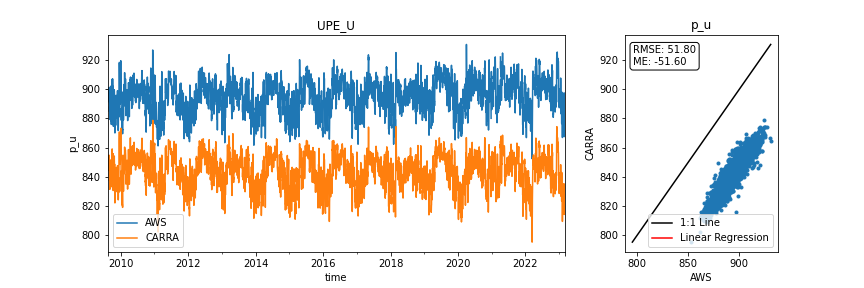 UPE_U
p_u
920
900
880
860
840
820
800
2010
2012
2014
2016
2018
2020
2022
time
AWS
CARRA
p_u
CARRA
920
900
880
860
840
820
800
RMSE: 51.80
ME: -51.60
1:1 Line
Linear Regression
800
850
900
AWS